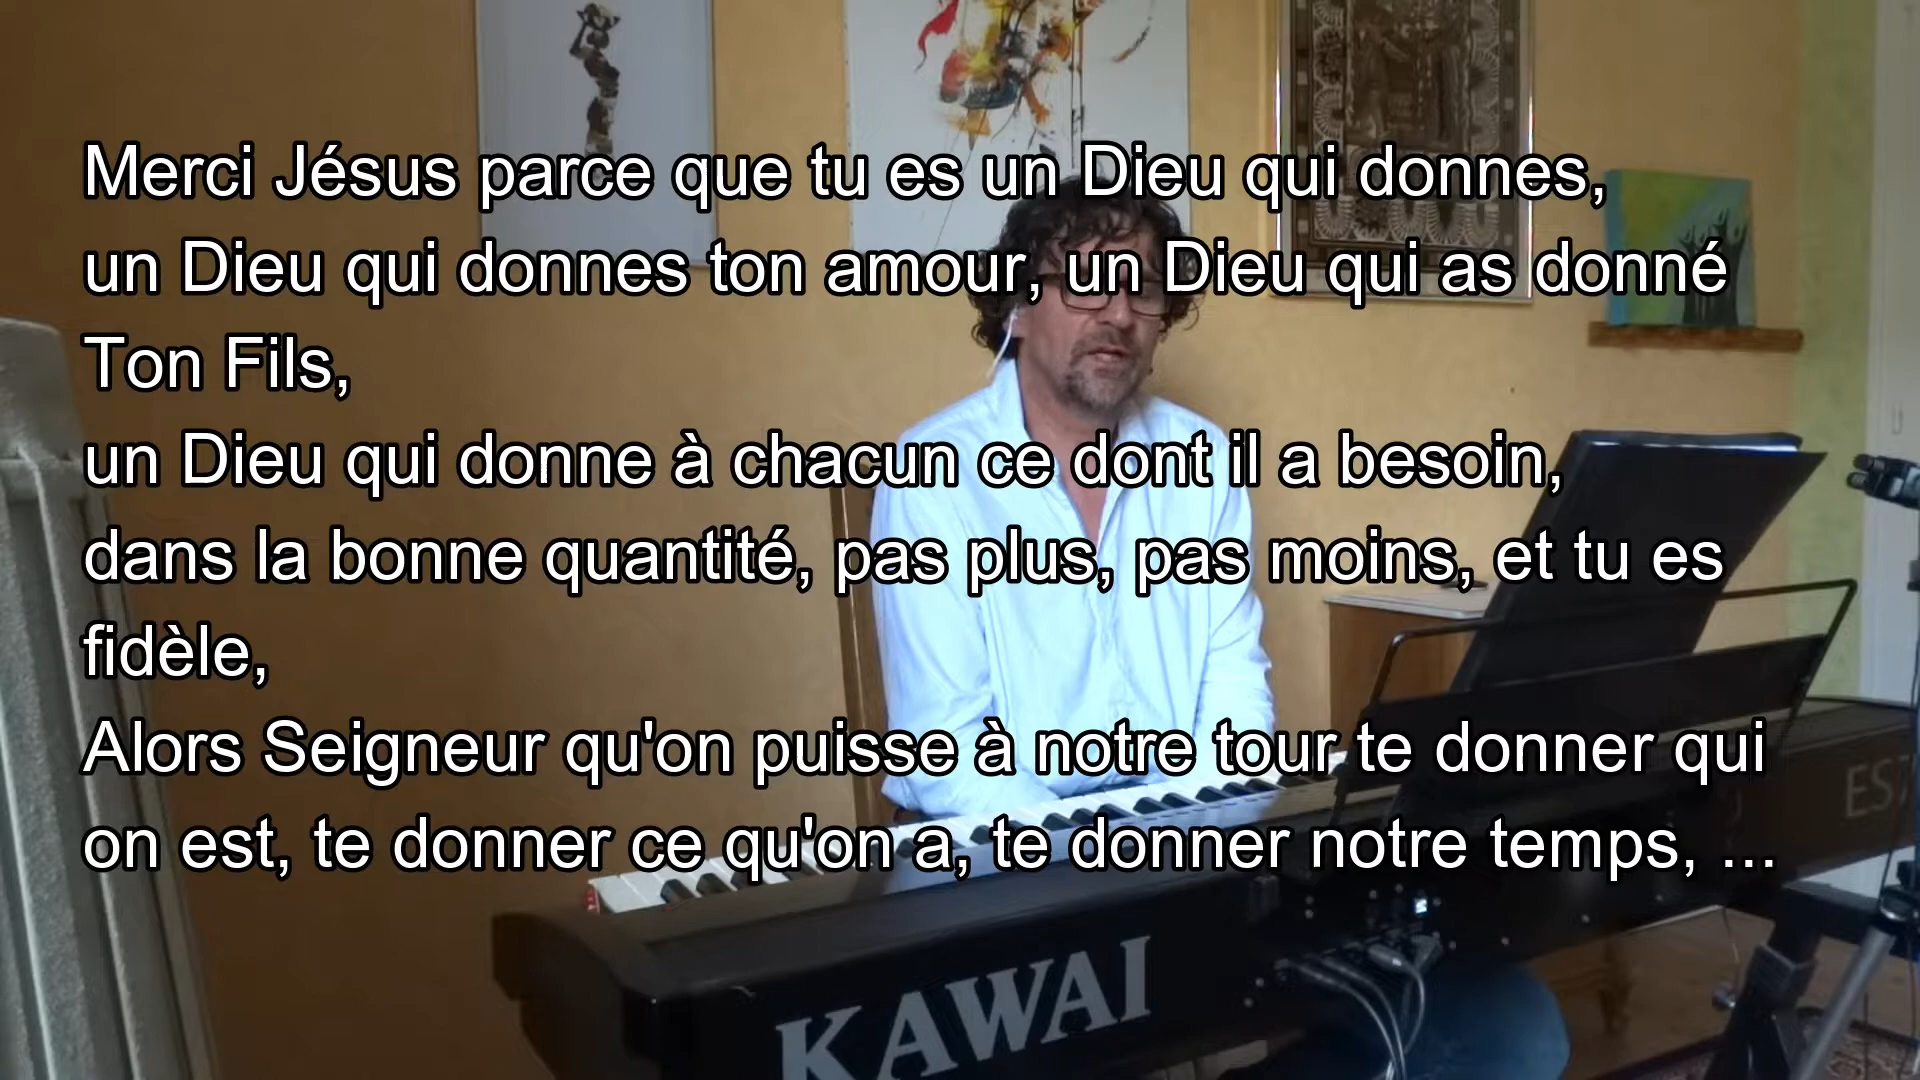 Merci Jésus parce que tu es un Dieu qui donnes,
un Dieu qui donnes ton amour, un Dieu qui as donné
Ton Fils,
un Dieu qui donne à chacun ce dont il a besoin,
dans la bonne quantité, pas plus, pas moins, et tu es
fidèle,
Alors Seigneur qu'on puisse à notre tour te donner qui
on est, te donner ce qu'on a, te donner notre temps, ...
KAWAI